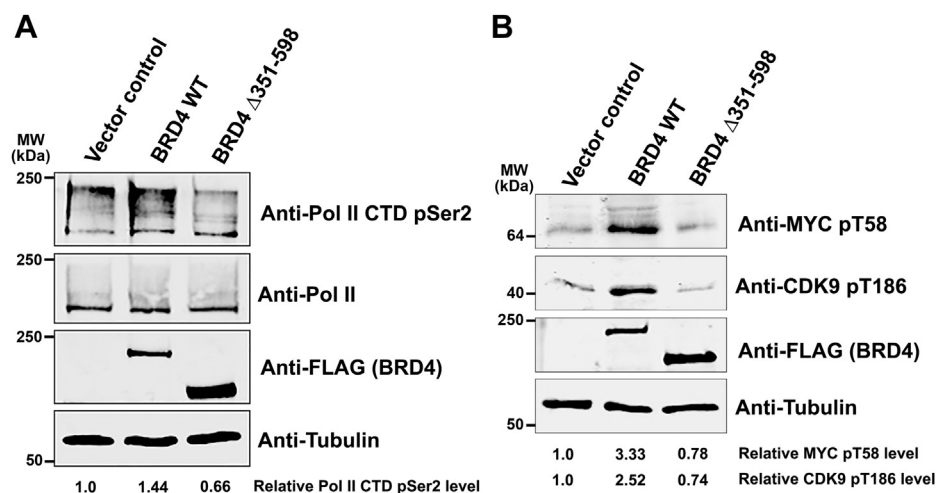 A
Vector control
BRD4 WT
BRD4 Δ351-598
MW
(kDa)
250
Anti-Pol II CTD pSer2
250
Anti-Pol II
250
Anti-FLAG (BRD4)
Anti-Tubulin
50
1.0 1.44 0.66 Relative Pol II CTD pSer2 level
B
Vector control
BRD4 WT
BRD4 Δ351-598
MW
(kDa)
Anti-MYC pT58
64
Anti-CDK9 pT186
40
250
Anti-FLAG (BRD4)
Anti-Tubulin
50
1.0 3.33 0.78 Relative MYC pT58 level
1.0 2.52 0.74 Relative CDK9 pT186 level